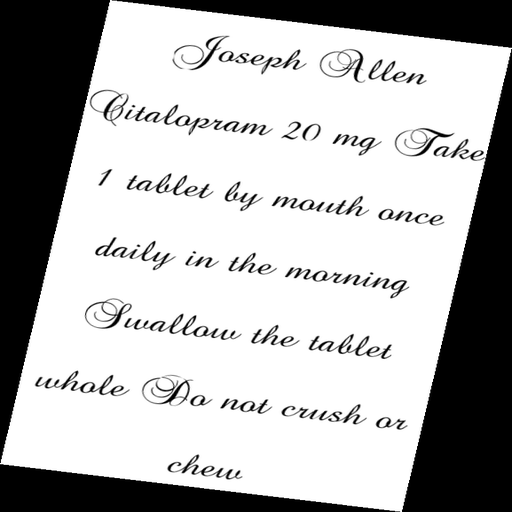 Joseph Allen
Citalopram 20 mg Take
1 tablet by mouth once
daily in the morning
Swallow the tablet
whole Do not crush or
chew